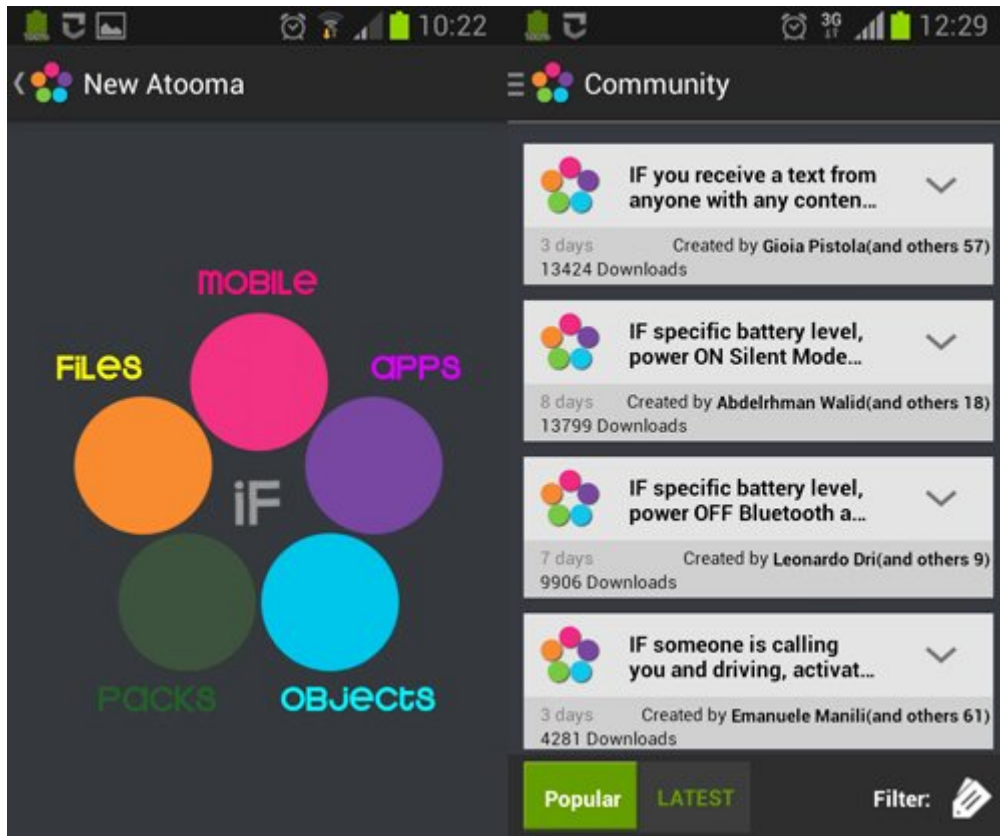 10:22
New Atooma
MOBILE
FiLes
APPS
iF
PACKS
OBJECTS
3G
12:29
Community
IF you receive a text from
anyone with any conten...
3 days
Created by Gioia Pistola(and others 57)
13424 Downloads
IF specific battery level,
power ON Silent Mode...
8 days
Created by Abdelrhman Walid(and others 18)
13799 Downloads
IF specific battery level,
power OFF Bluetooth a...
7 days
Created by Leonardo Dri(and others 9)
9906 Downloads
IF someone is calling
you and driving, activat...
3 days
Created by Emanuele Manili(and others 61)
4281 Downloads
Popular
LATEST
Filter: